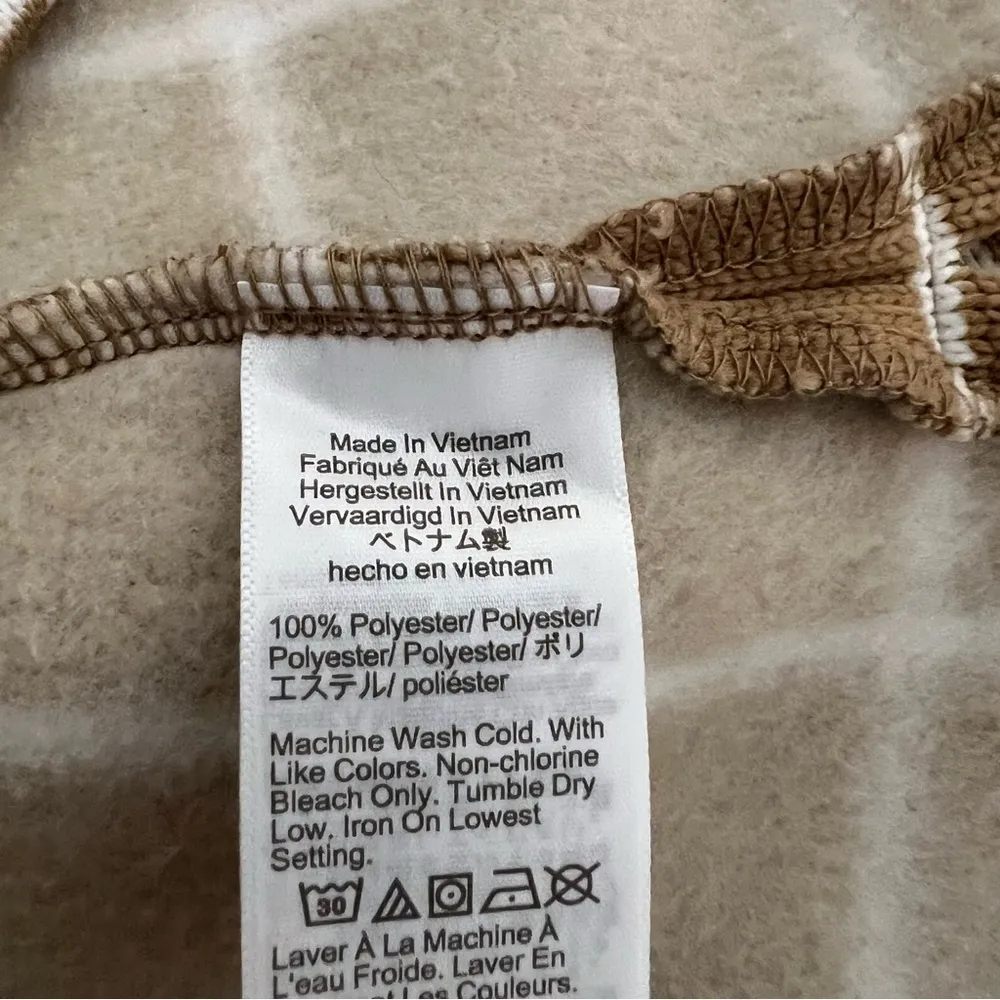 Made In Vietnam
Fabriqué Au Viêt Nam
Hergestellt In Vietnam
Vervaardigd In Vietnam
ベトナム製
hecho en vietnam
100% Polyester/ Polyester/
Polyester/ Polyester/ ポリ
エステル/ poliéster
Machine Wash Cold. With
Like Colors. Non-chlorine
Bleach Only. Tumble Dry
Low. Iron On Lowest
Setting.
30
Laver À La Machine À
L'eau Froide. Laver En
Les Couleurs.